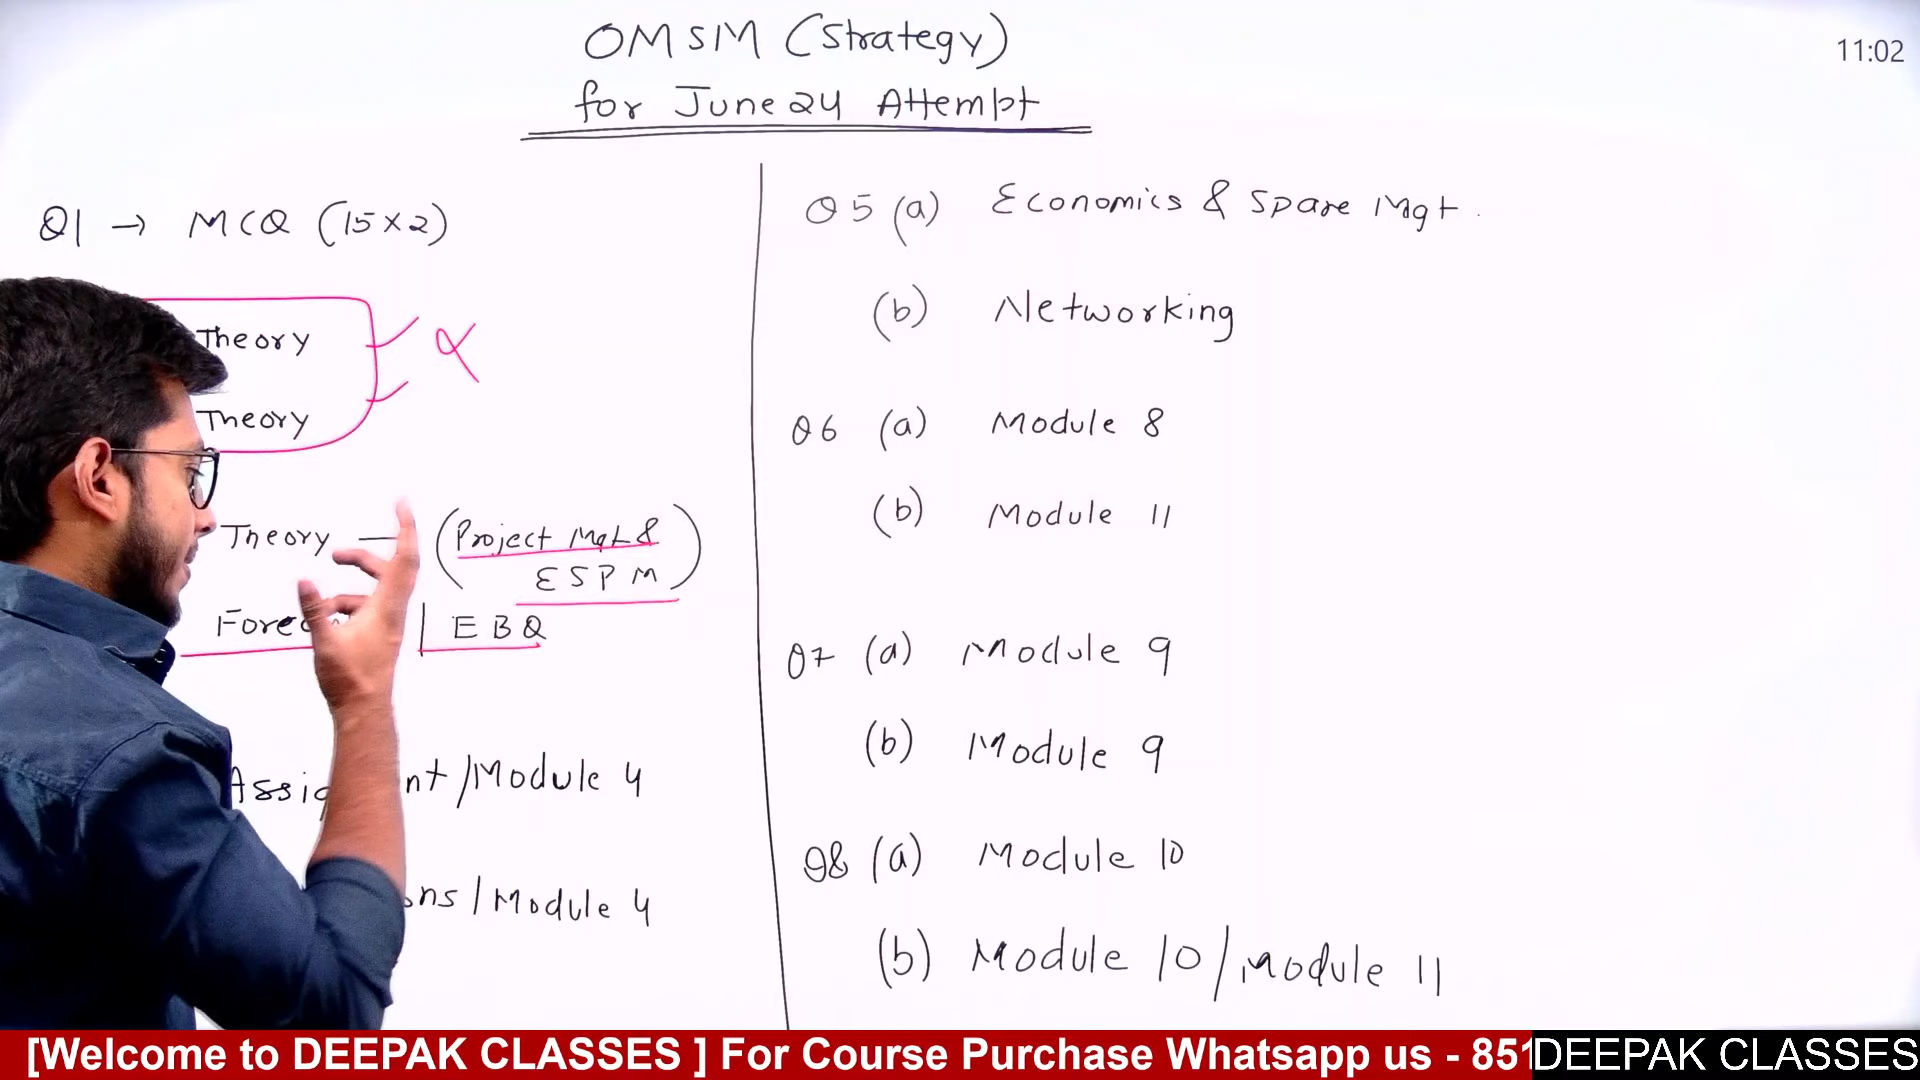 OMSM (Strategy)
for June 24 Attempt
11:02
Q1 → MCQ (15×2)
Theory
Theory
Theory — (Project Mgt &
ESPM)
| EBQ
/Module 4
/Module 4
Q5 (a) Economics & Spare Mgt.
(b) Networking
Q6 (a) Module 8
(b) Module 11
Q7 (a) Module 9
(b) Module 9
Q8 (a) Module 10
(b) Module 10/Module 11
[Welcome to DEEPAK CLASSES ] For Course Purchase Whatsapp us - 851
DEEPAK CLASSES